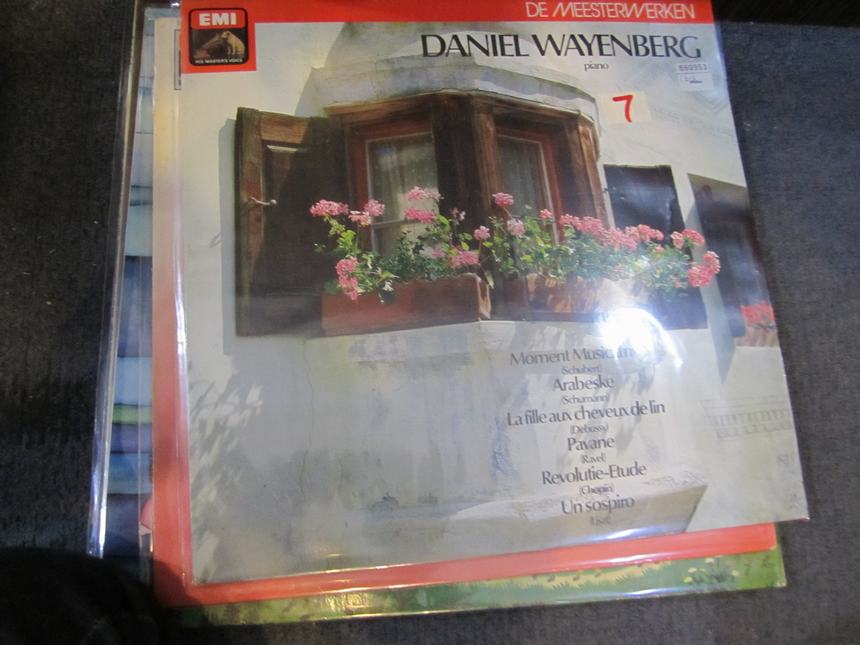 EMI
HIS MASTER'S VOICE
DE MEESTERWERKEN
DANIEL WAYENBERG
piano
660953
7
Moment Musical
(Schubert)
Arabeske
(Schumann)
La fille aux cheveux de lin
(Debussy)
Pavane
(Ravel)
Revolutie-Etude
(Chopin)
Un sospiro
(Liszt)